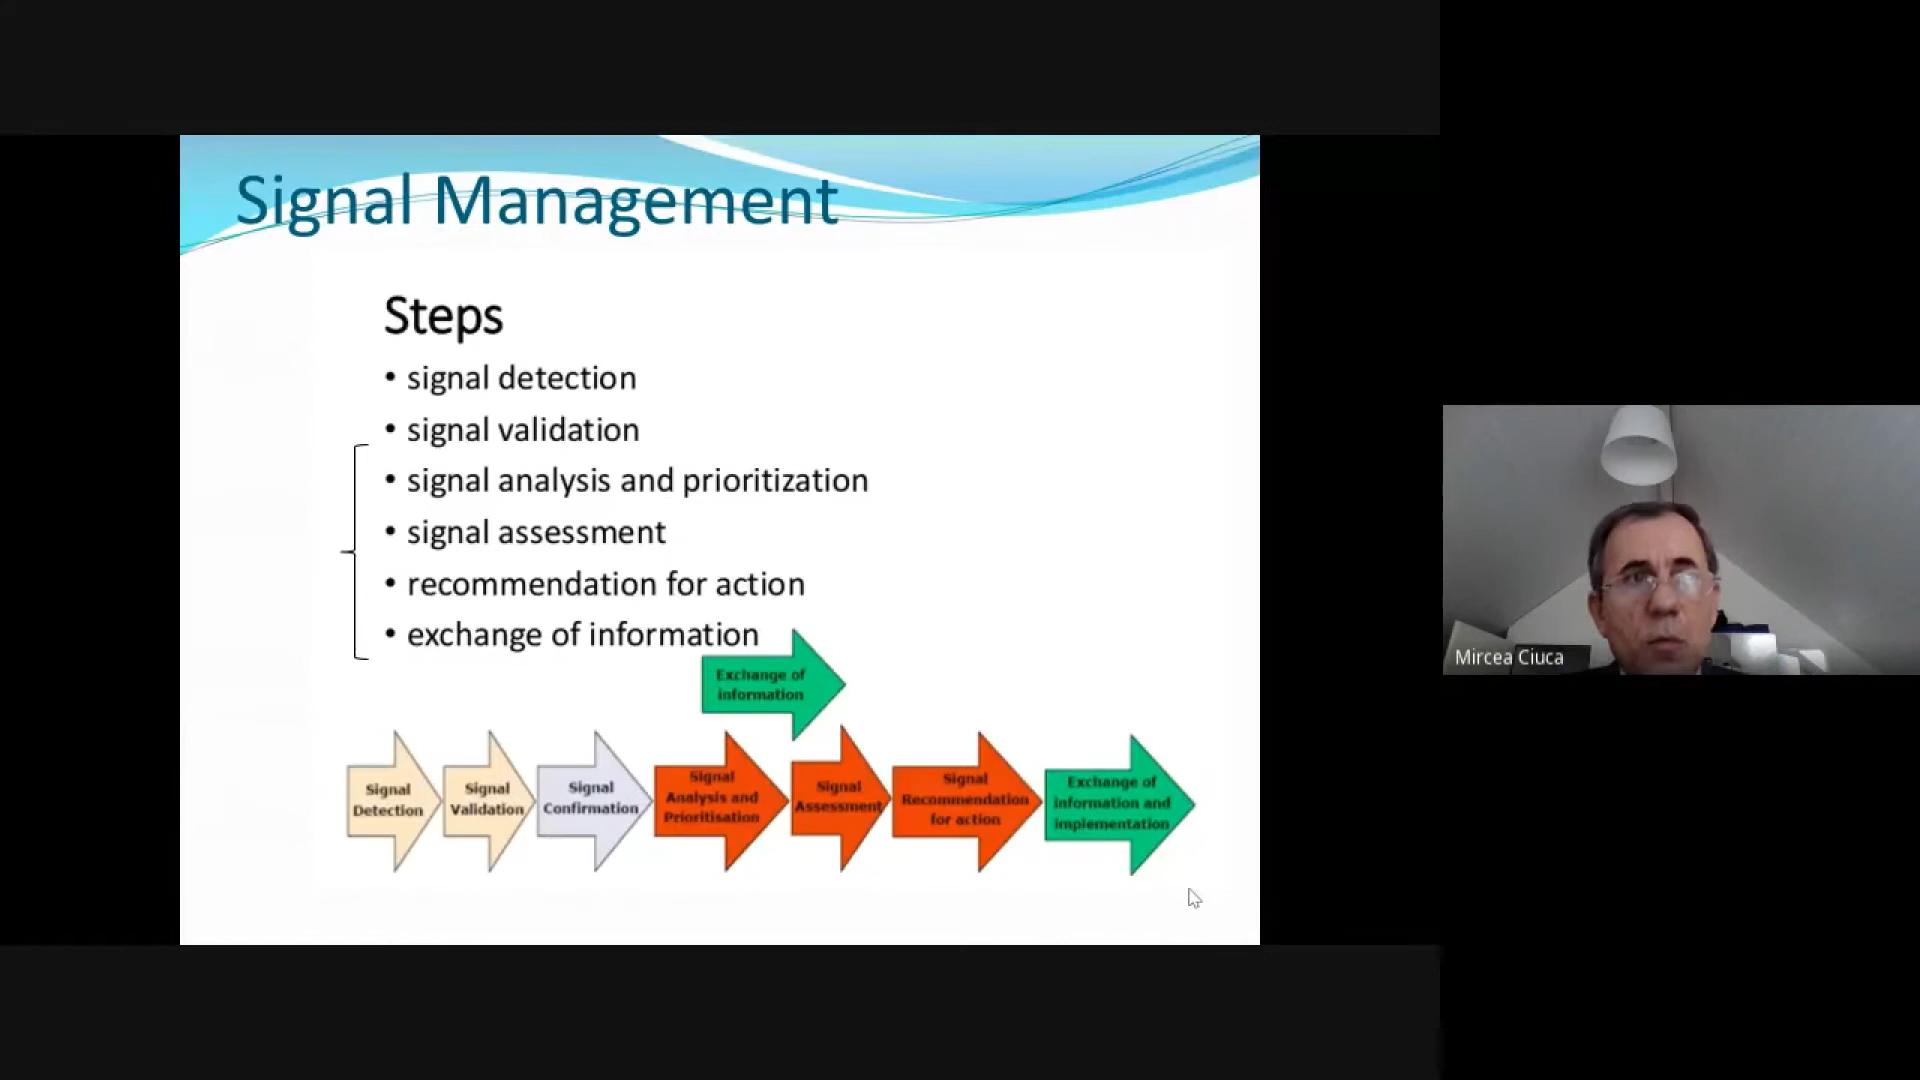 Signal Management
Steps
• signal detection
• signal validation
• signal analysis and prioritization
• signal assessment
• recommendation for action
• exchange of information
Exchange of
information
Signal
Detection
Signal
Validation
Signal
Confirmation
Signal
Analysis and
Prioritisation
Signal
Assessment
Signal
Recommendation
for action
Exchange of
information and
implementation
Mircea Ciuca